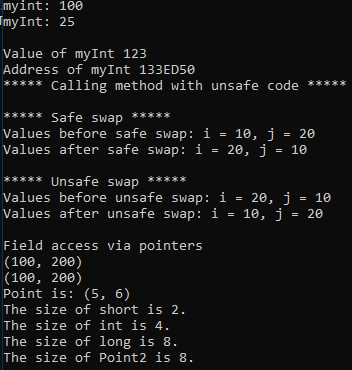 myint: 100
myInt: 25
Value of myInt 123
Address of myInt 133ED50
***** Calling method with unsafe code *****
***** Safe swap *****
Values before safe swap: i = 10, j = 20
Values after safe swap: i = 20, j = 10
***** Unsafe swap *****
Values before unsafe swap: i = 20, j = 10
Values after unsafe swap: i = 10, j = 20
Field access via pointers
(100, 200)
(100, 200)
Point is: (5, 6)
The size of short is 2.
The size of int is 4.
The size of long is 8.
The size of Point2 is 8.